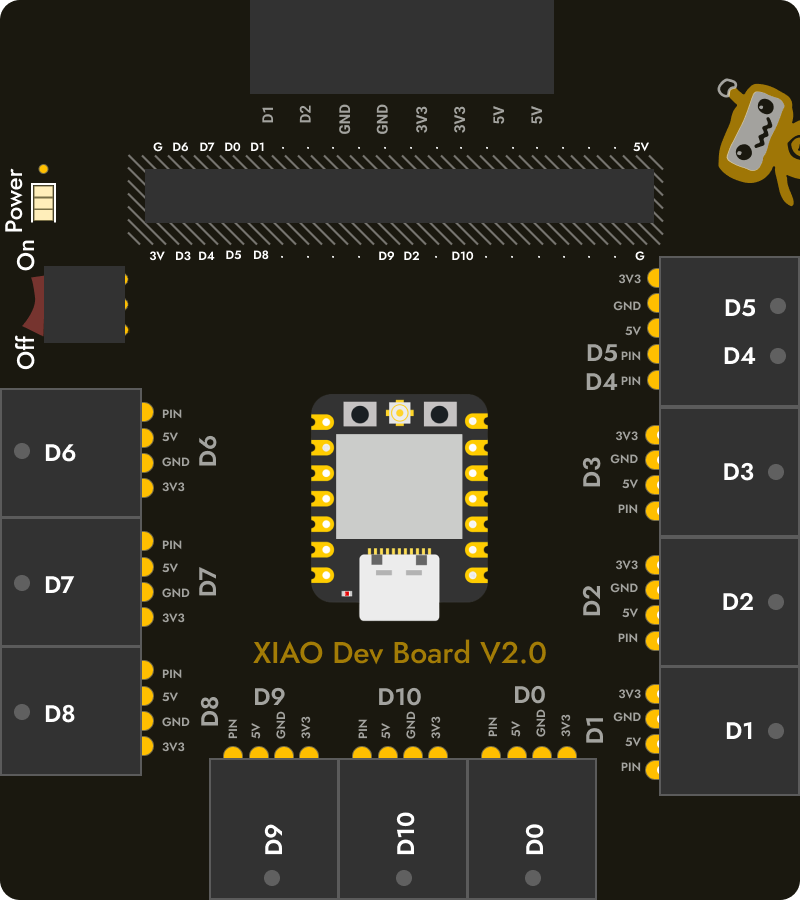 D1 D2 GND GND 3V3 3V3 5V 5V
G D6 D7 D0 D1 5V
Power
On
Off
3V D3 D4 D5 D8 D9 D2 D10 G
3V3
GND
5V
D5 PIN
D4 PIN
D5
D4
D6
PIN
5V
GND
3V3
D6
D3
3V3
GND
5V
PIN
D3
D7
PIN
5V
GND
3V3
D7
D2
3V3
GND
5V
PIN
D2
XIAO Dev Board V2.0
D8
PIN
5V
GND
3V3
D8
D1
3V3
GND
5V
PIN
D1
D9 D10 D0
PIN 5V GND 3V3 PIN 5V GND 3V3 PIN 5V GND 3V3
D9 D10 D0